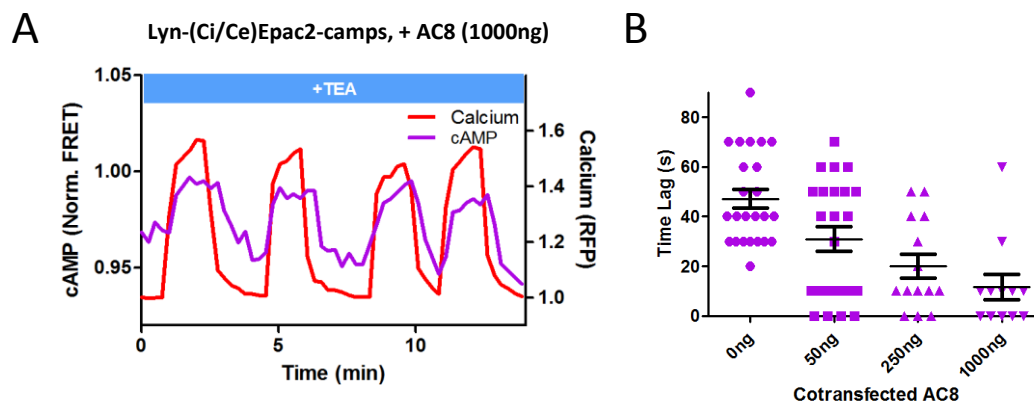 A
Lyn-(Ci/Ce)Epac2-camps, + AC8 (1000ng)
+TEA
Calcium
cAMP
1.05
1.00
0.95
cAMP (Norm. FRET)
1.6
1.4
1.2
1.0
Calcium (RFP)
0
5
10
Time (min)
B
80
60
40
20
0
Time Lag (s)
0ng
50ng
250ng
1000ng
Cotransfected AC8